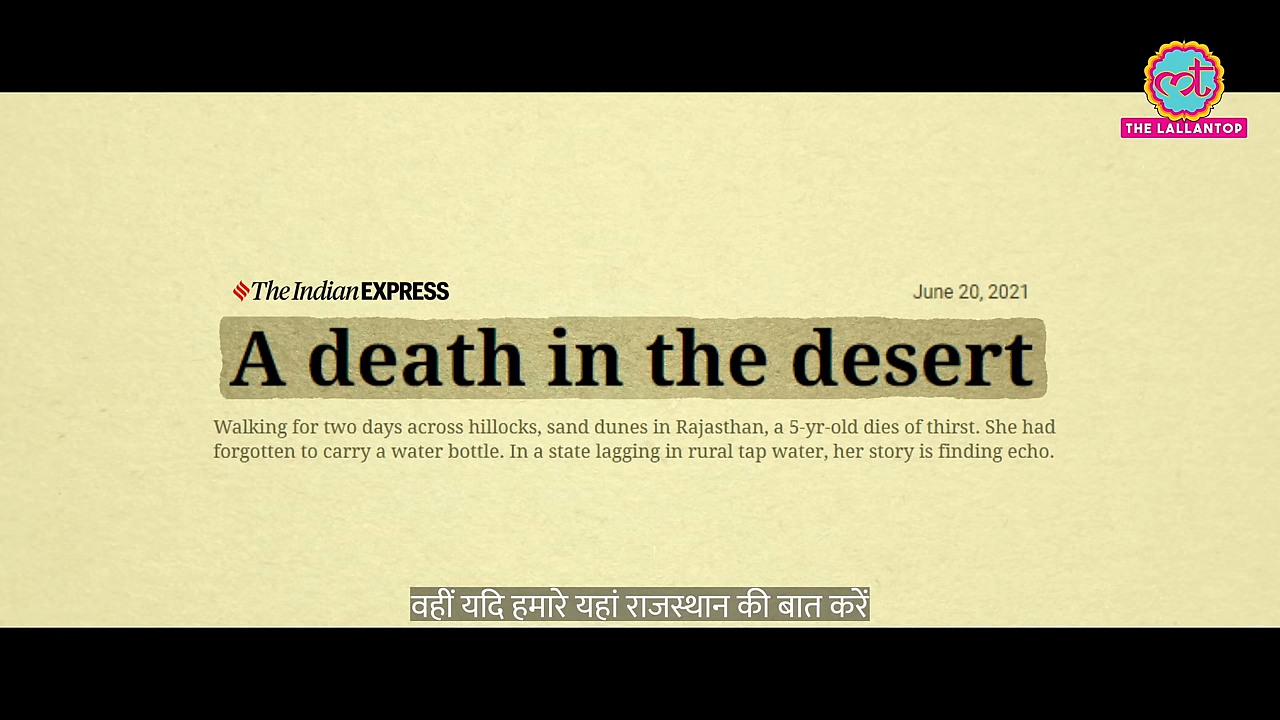 लत
THE LALLANTOP
The Indian EXPRESS
June 20, 2021
A death in the desert
Walking for two days across hillocks, sand dunes in Rajasthan, a 5-yr-old dies of thirst. She had
forgotten to carry a water bottle. In a state lagging in rural tap water, her story is finding echo.
वहीं यदि हमारे यहां राजस्थान की बात करें